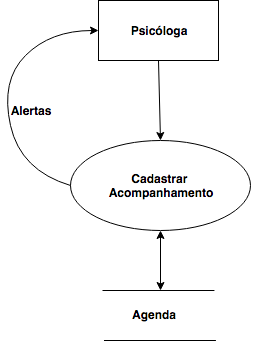 Psicóloga
Alertas
Cadastrar
Acompanhamento
Agenda